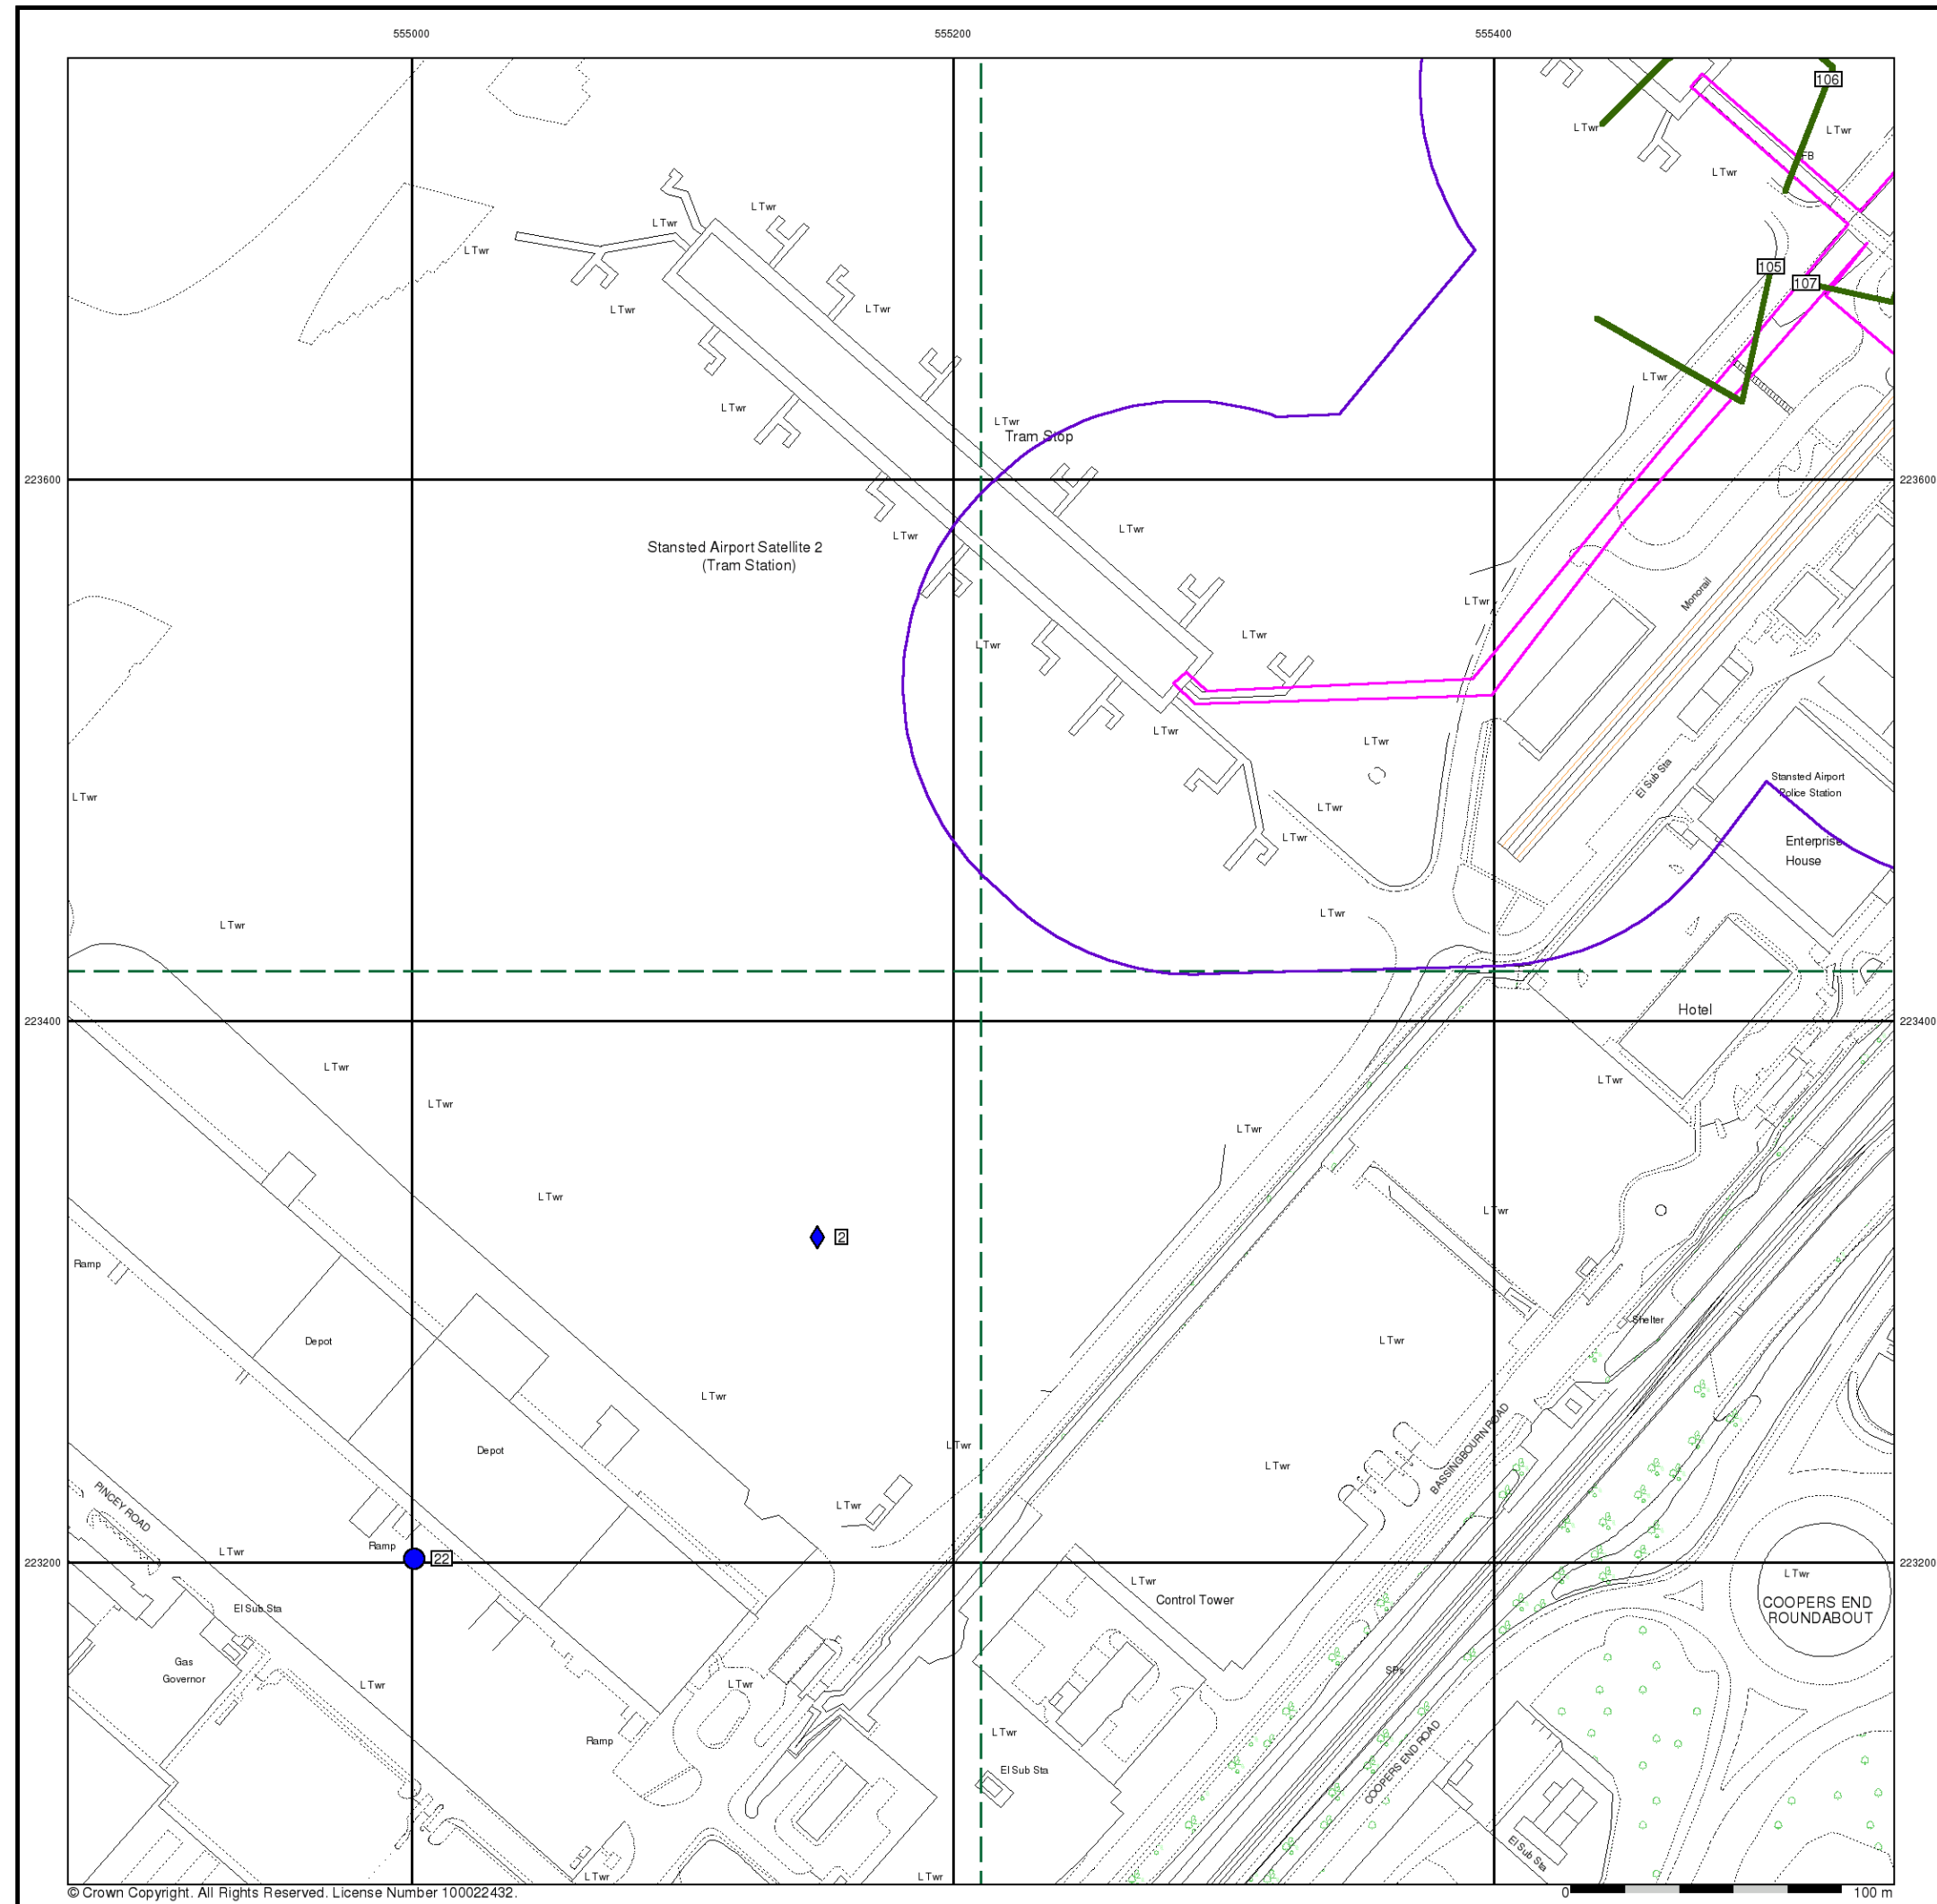 555000 555200 555400
106
L Twr L Twr
FB
L Twr
L Twr
L Twr
L Twr
105
107
L Twr L Twr
L Twr
L Twr
L Twr
Tram Stop
223600 223600
L Twr
L Twr
Stansted Airport Satellite 2
(Tram Station)
Monorail
L Twr
L Twr
L Twr
L Twr
L Twr
El Sub Sta
Stansted Airport
Police Station
L Twr
L Twr
L Twr
Enterprise
House
L Twr
L Twr
Hotel
223400 223400
L Twr
L Twr
L Twr
L Twr
L Twr
L Twr
2
Ramp
Shelter
Depot
L Twr
L Twr
BASSINGBOURN ROAD
L Twr
Depot
L Twr
PINCEY ROAD
L Twr
Ramp
L Twr
22
223200 223200
L Twr
L Twr
Control Tower
COOPERS END
ROUNDABOUT
El Sub Sta
Gas
Governor
SPs
L Twr
L Twr
L Twr
Ramp
COOPERS END ROAD
El Sub Sta
El Sub Sta
L Twr
L Twr
© Crown Copyright. All Rights Reserved. License Number 100022432.
0 100 m